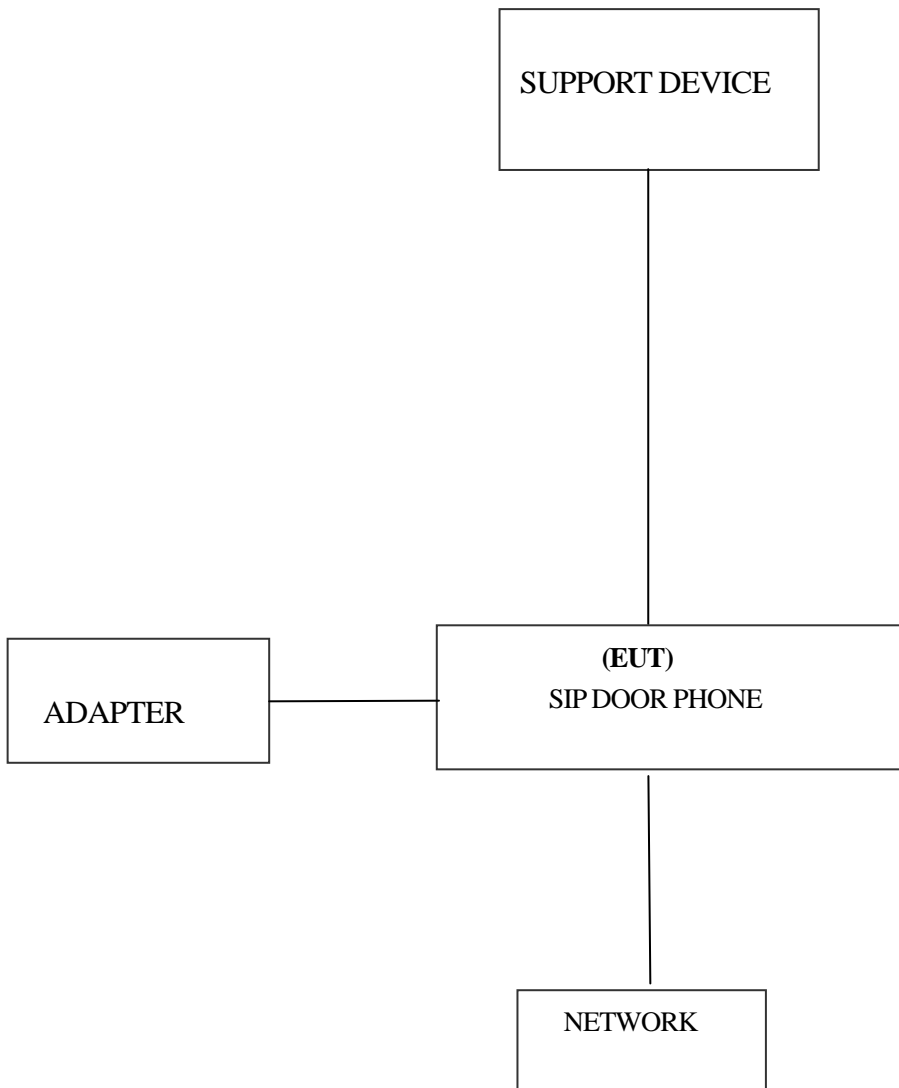 SUPPORT DEVICE
(EUT)
SIP DOOR PHONE
ADAPTER
NETWORK